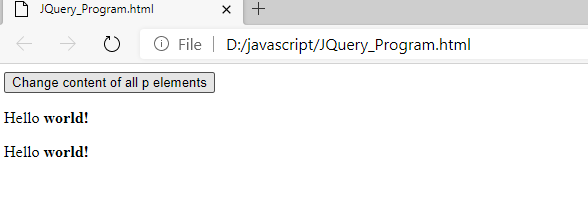 JQuery_Program.html
File D:/javascript/JQuery_Program.html
Change content of all p elements
Hello world!
Hello world!